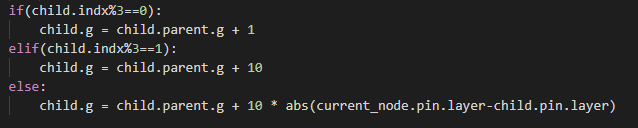 if(child.indx%3==0):
child.g = child.parent.g + 1
elif(child.indx%3==1):
child.g = child.parent.g + 10
else:
child.g = child.parent.g + 10 * abs(current_node.pin.layer-child.pin.layer)